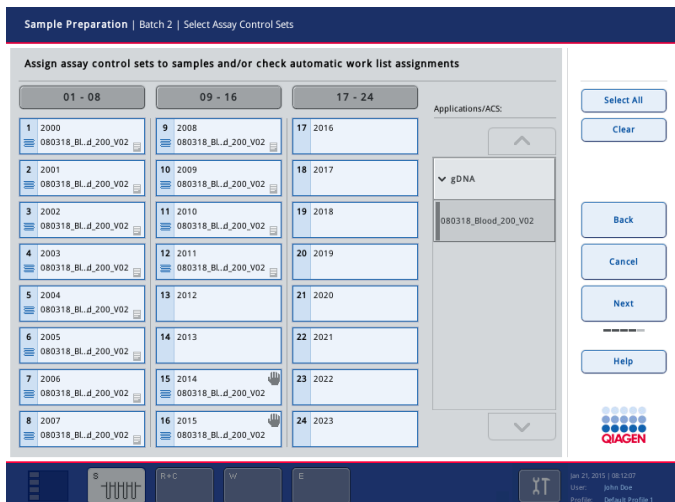 Sample Preparation | Batch 2 | Select Assay Control Sets
Assign assay control sets to samples and/or check automatic work list assignments
01 - 08
09 - 16
17 - 24
Applications/ACS:
1 2000
080318_Bl..d_200_V02
2 2001
080318_Bl..d_200_V02
3 2002
080318_Bl..d_200_V02
4 2003
080318_Bl..d_200_V02
5 2004
080318_Bl..d_200_V02
6 2005
080318_Bl..d_200_V02
7 2006
080318_Bl..d_200_V02
8 2007
080318_Bl..d_200_V02
9 2008
080318_Bl..d_200_V02
10 2009
080318_Bl..d_200_V02
11 2010
080318_Bl..d_200_V02
12 2011
080318_Bl..d_200_V02
13 2012
14 2013
15 2014
080318_Bl..d_200_V02
16 2015
080318_Bl..d_200_V02
17 2016
18 2017
19 2018
20 2019
21 2020
22 2021
23 2022
24 2023
gDNA
080318_Blood_200_V02
Select All
Clear
Back
Cancel
Next
Help
QIAGEN
S
R+C
W
E
Jan 21, 2015 | 08:12:07
User: John Doe
Profile: Default Profile 1